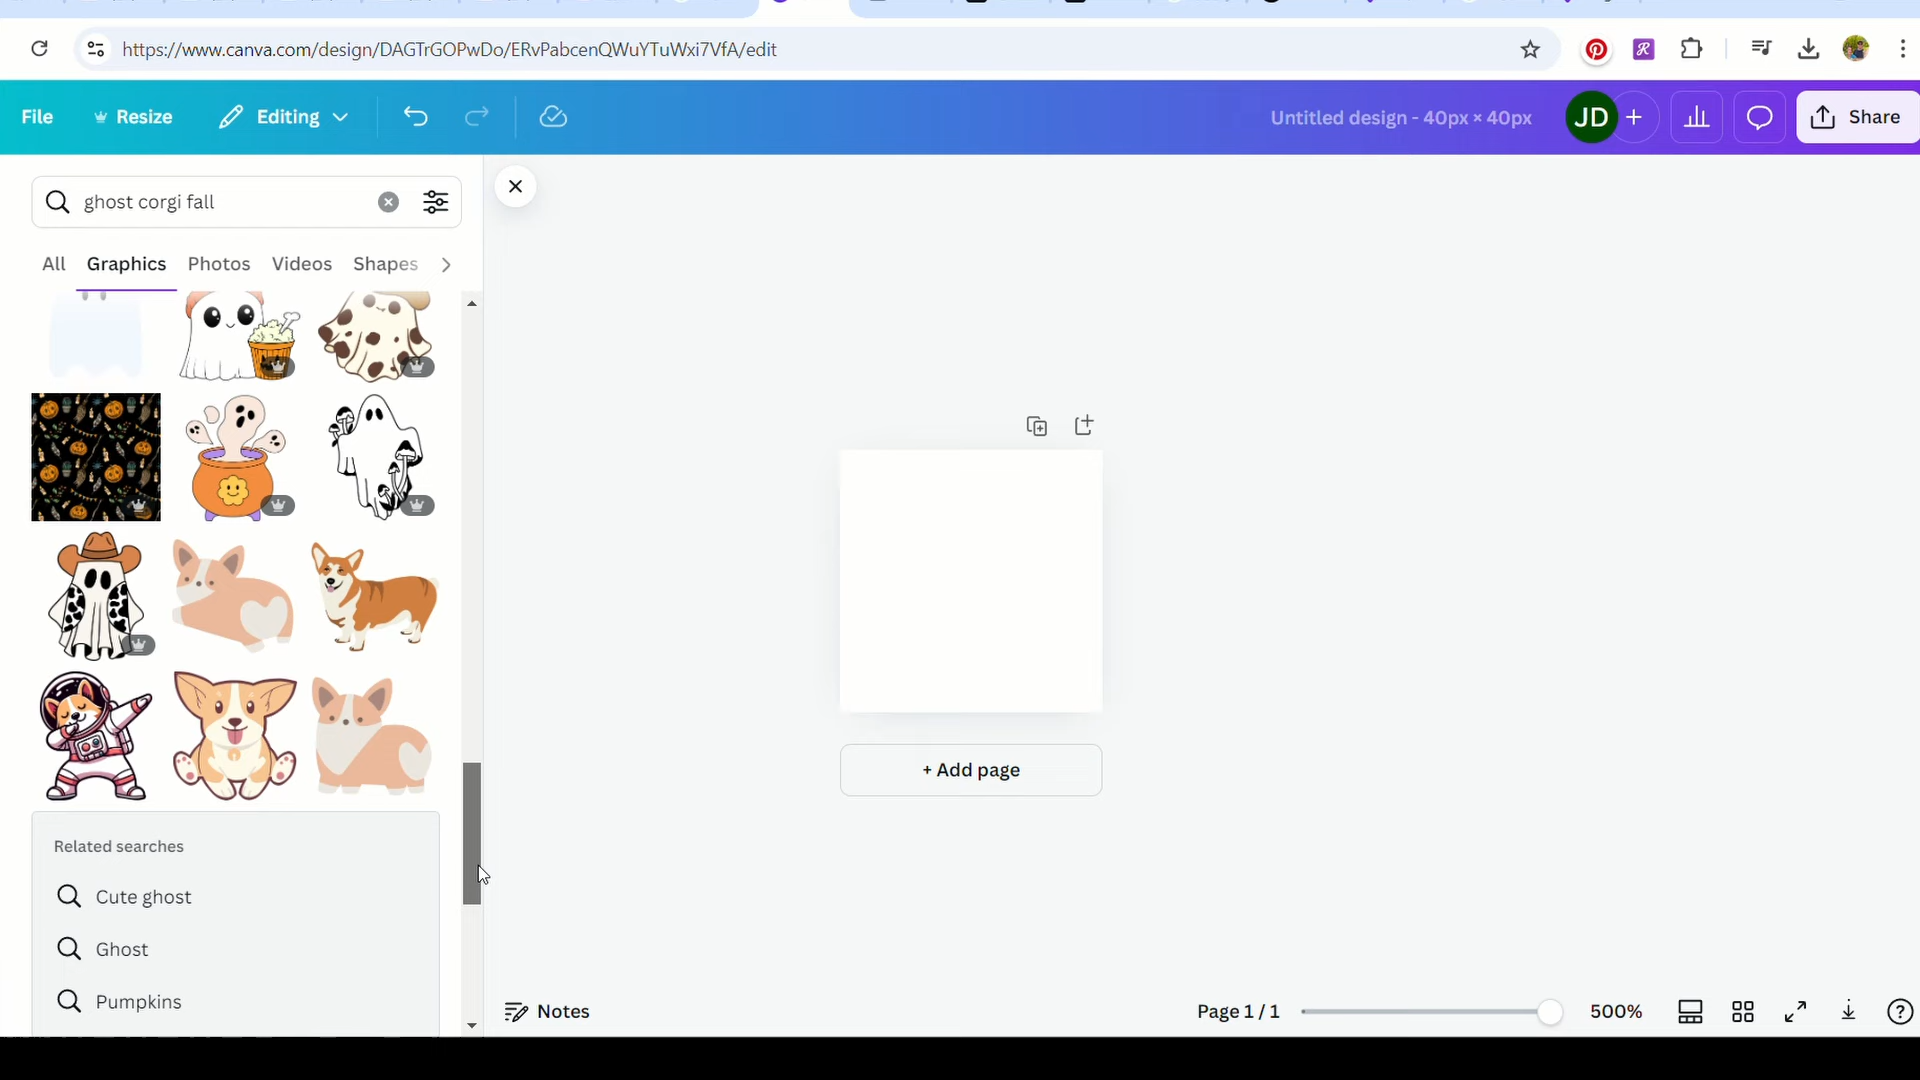 https://www.canva.com/design/DAGTrGOPwDo/ERvPabcenQWuYTuWxi7VfA/edit
File
Resize
Editing
Untitled design - 40px × 40px
JD
Share
ghost corgi fall
All
Graphics
Photos
Videos
Shapes
+ Add page
Related searches
Cute ghost
Ghost
Pumpkins
Notes
Page 1 / 1
500%